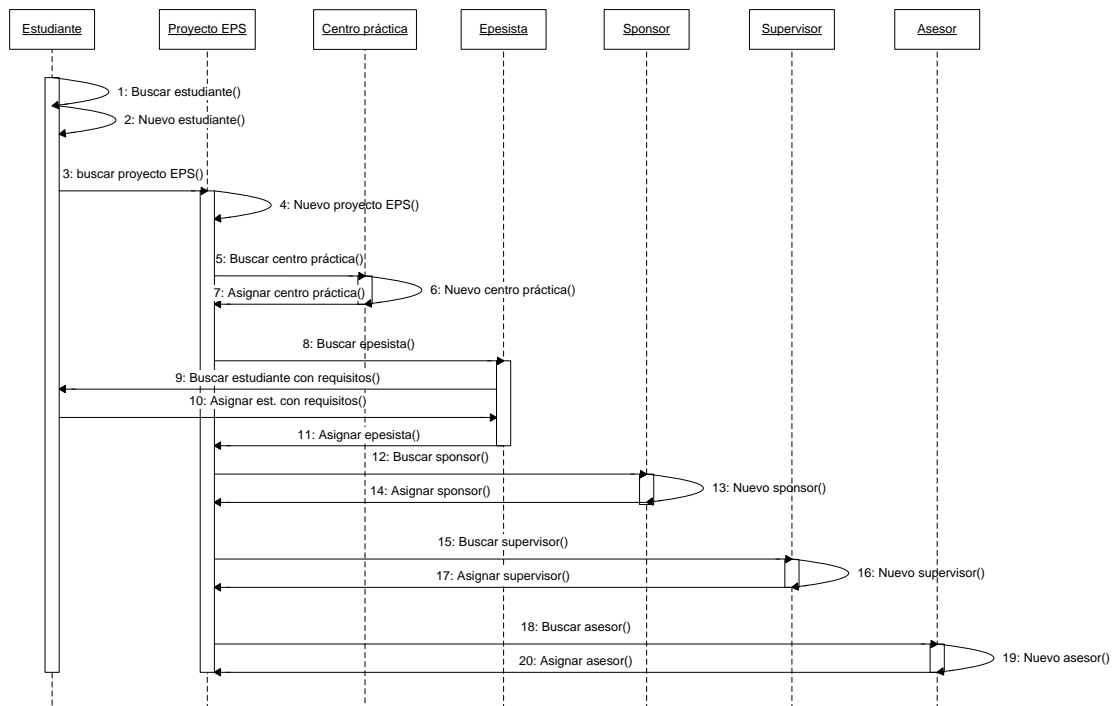 Estudiante
Proyecto EPS
Centro práctica
Epesista
Sponsor
Supervisor
Asesor
1: Buscar estudiante()
2: Nuevo estudiante()
3: buscar proyecto EPS()
4: Nuevo proyecto EPS()
5: Buscar centro práctica()
6: Nuevo centro práctica()
7: Asignar centro práctica()
8: Buscar epesista()
9: Buscar estudiante con requisitos()
10: Asignar est. con requisitos()
11: Asignar epesista()
12: Buscar sponsor()
13: Nuevo sponsor()
14: Asignar sponsor()
15: Buscar supervisor()
16: Nuevo supervisor()
17: Asignar supervisor()
18: Buscar asesor()
19: Nuevo asesor()
20: Asignar asesor()